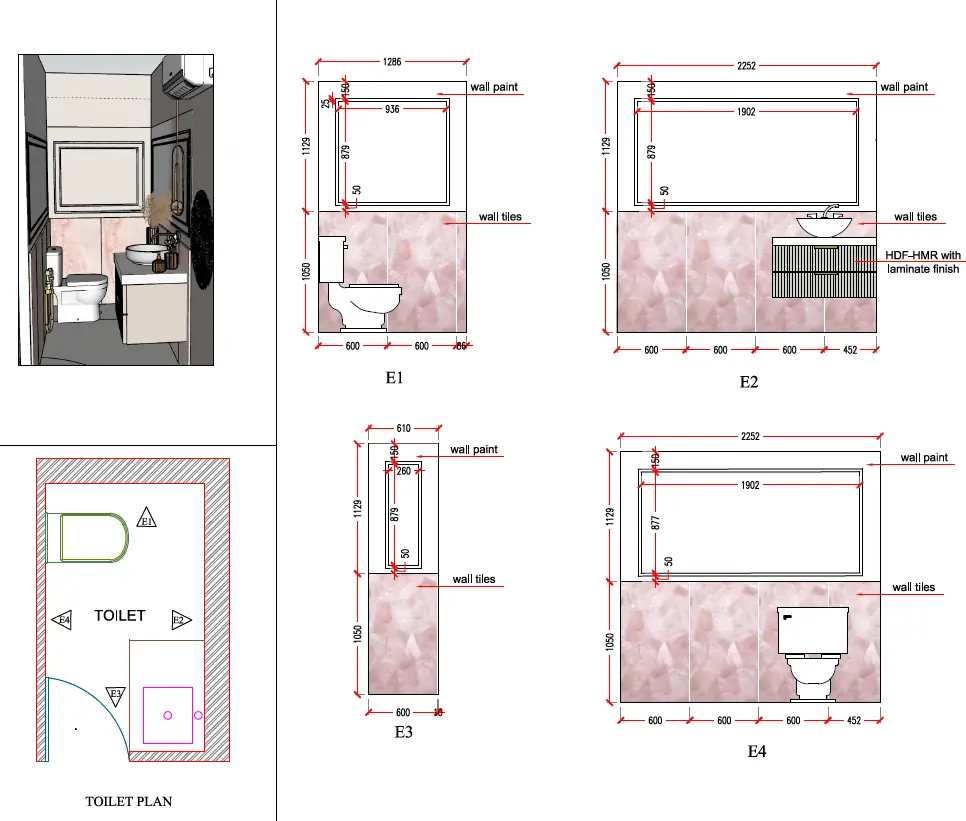 1286
150
wall paint
25
936
1129
879
50
wall tiles
1050
600
600
86
E1
2252
150
wall paint
1902
1129
879
50
wall tiles
HDF-HMR with
laminate finish
1050
600
600
600
452
E2
610
150
wall paint
260
1129
879
50
wall tiles
1050
600
E3
2252
150
wall paint
1902
1129
877
50
wall tiles
1050
600
600
600
452
E4
E1
E4
TOILET
E2
E3
TOILET PLAN